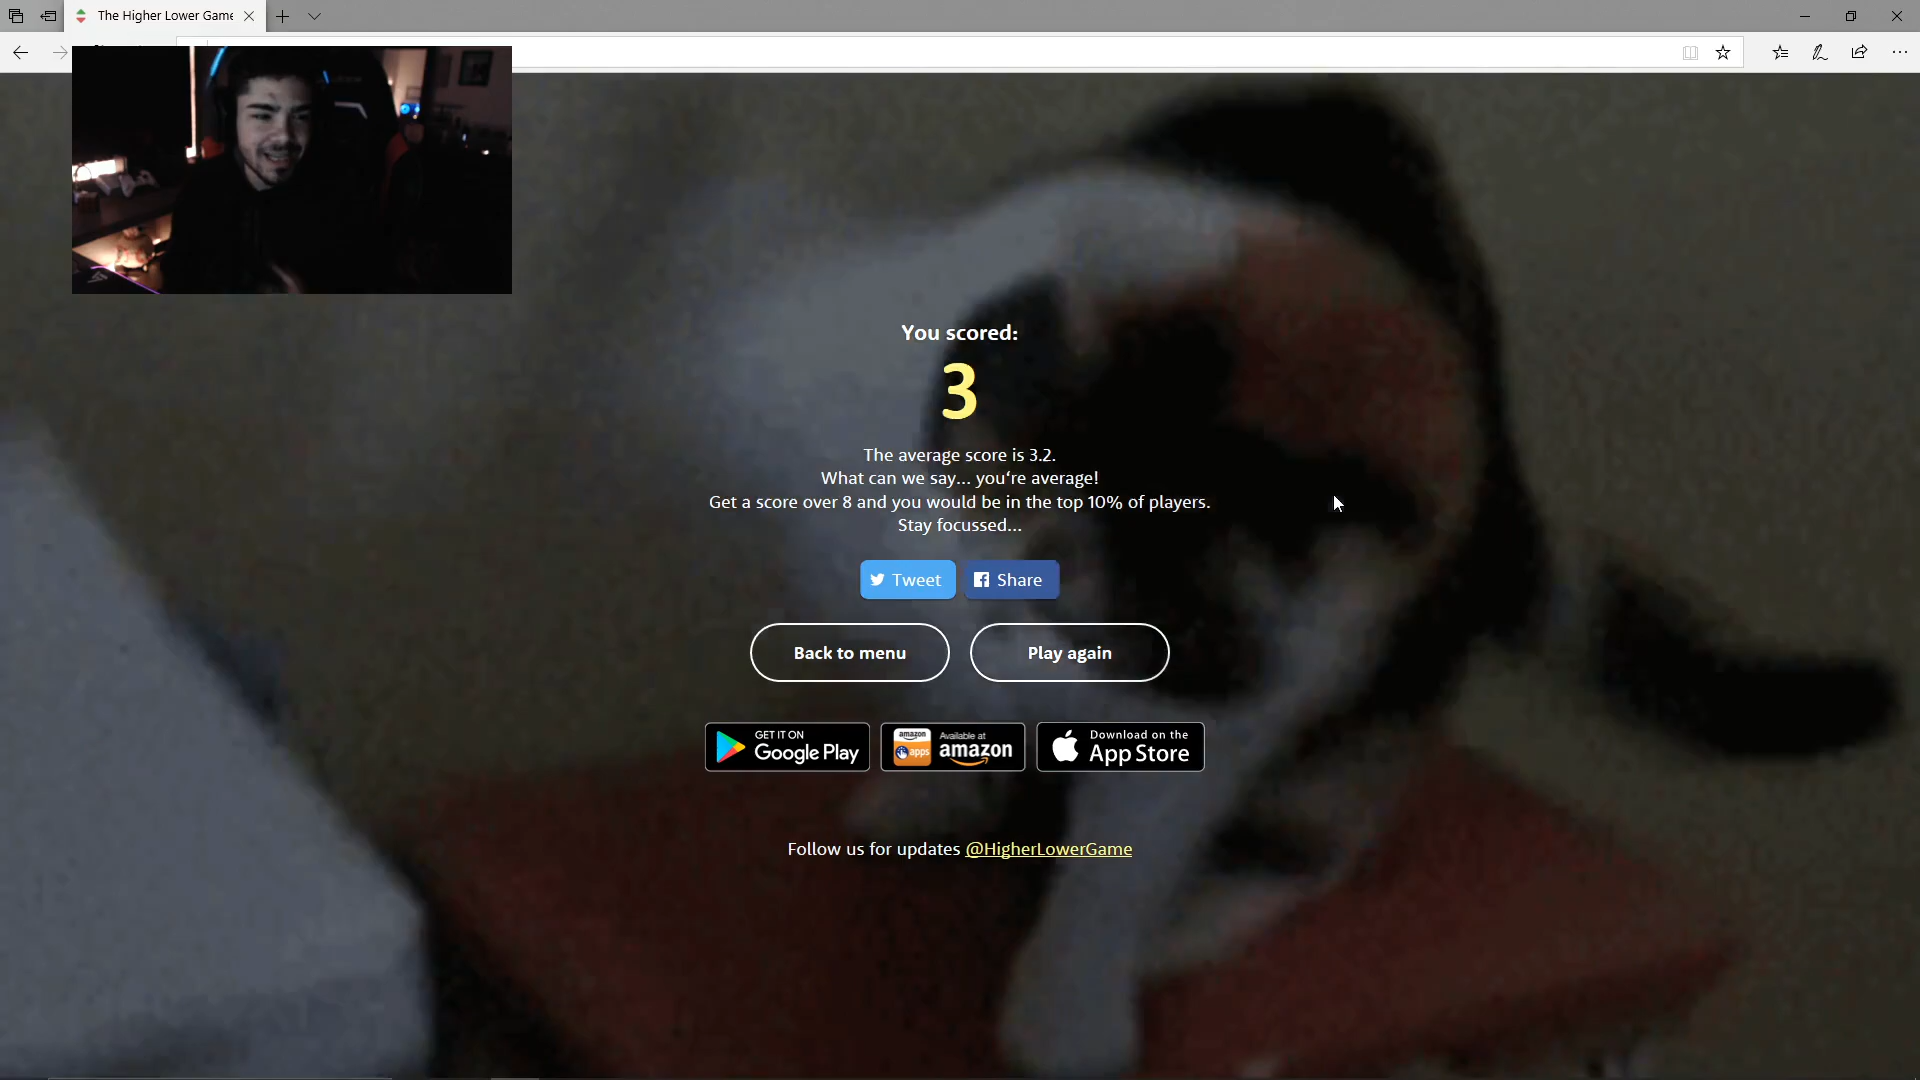 The Higher Lower Game
You scored:
3
The average score is 3.2.
What can we say... you're average!
Get a score over 8 and you would be in the top 10% of players.
Stay focussed...
Tweet
Share
Back to menu
Play again
GET IT ON
Google Play
amazon
apps
Available at
amazon
Download on the
App Store
Follow us for updates @HigherLowerGame